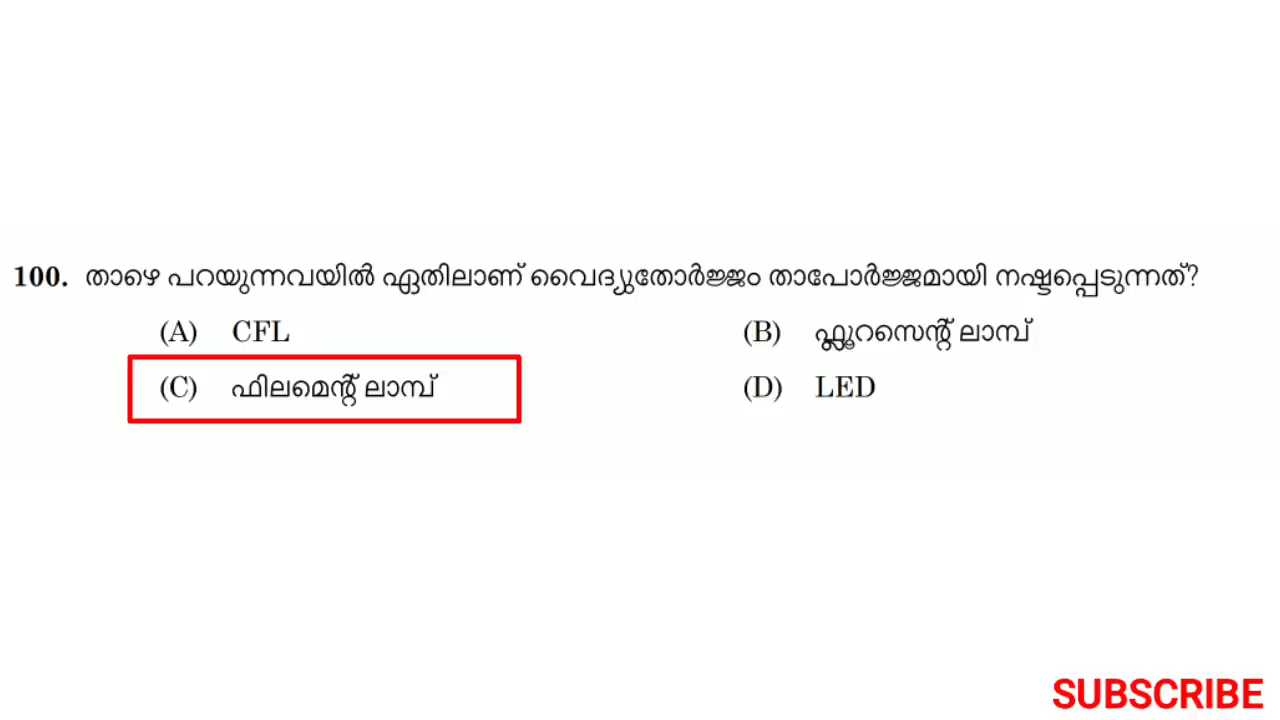 100. താഴെ പറയുന്നവയിൽ ഏതിലാണ് വൈദ്യുതോർജ്ജം താപോർജ്ജമായി നഷ്ടപ്പെടുന്നത്?
(A) CFL (B) ഫ്ലൂറസെന്റ് ലാമ്പ്
(C) ഫിലമെന്റ് ലാമ്പ് (D) LED
SUBSCRIBE